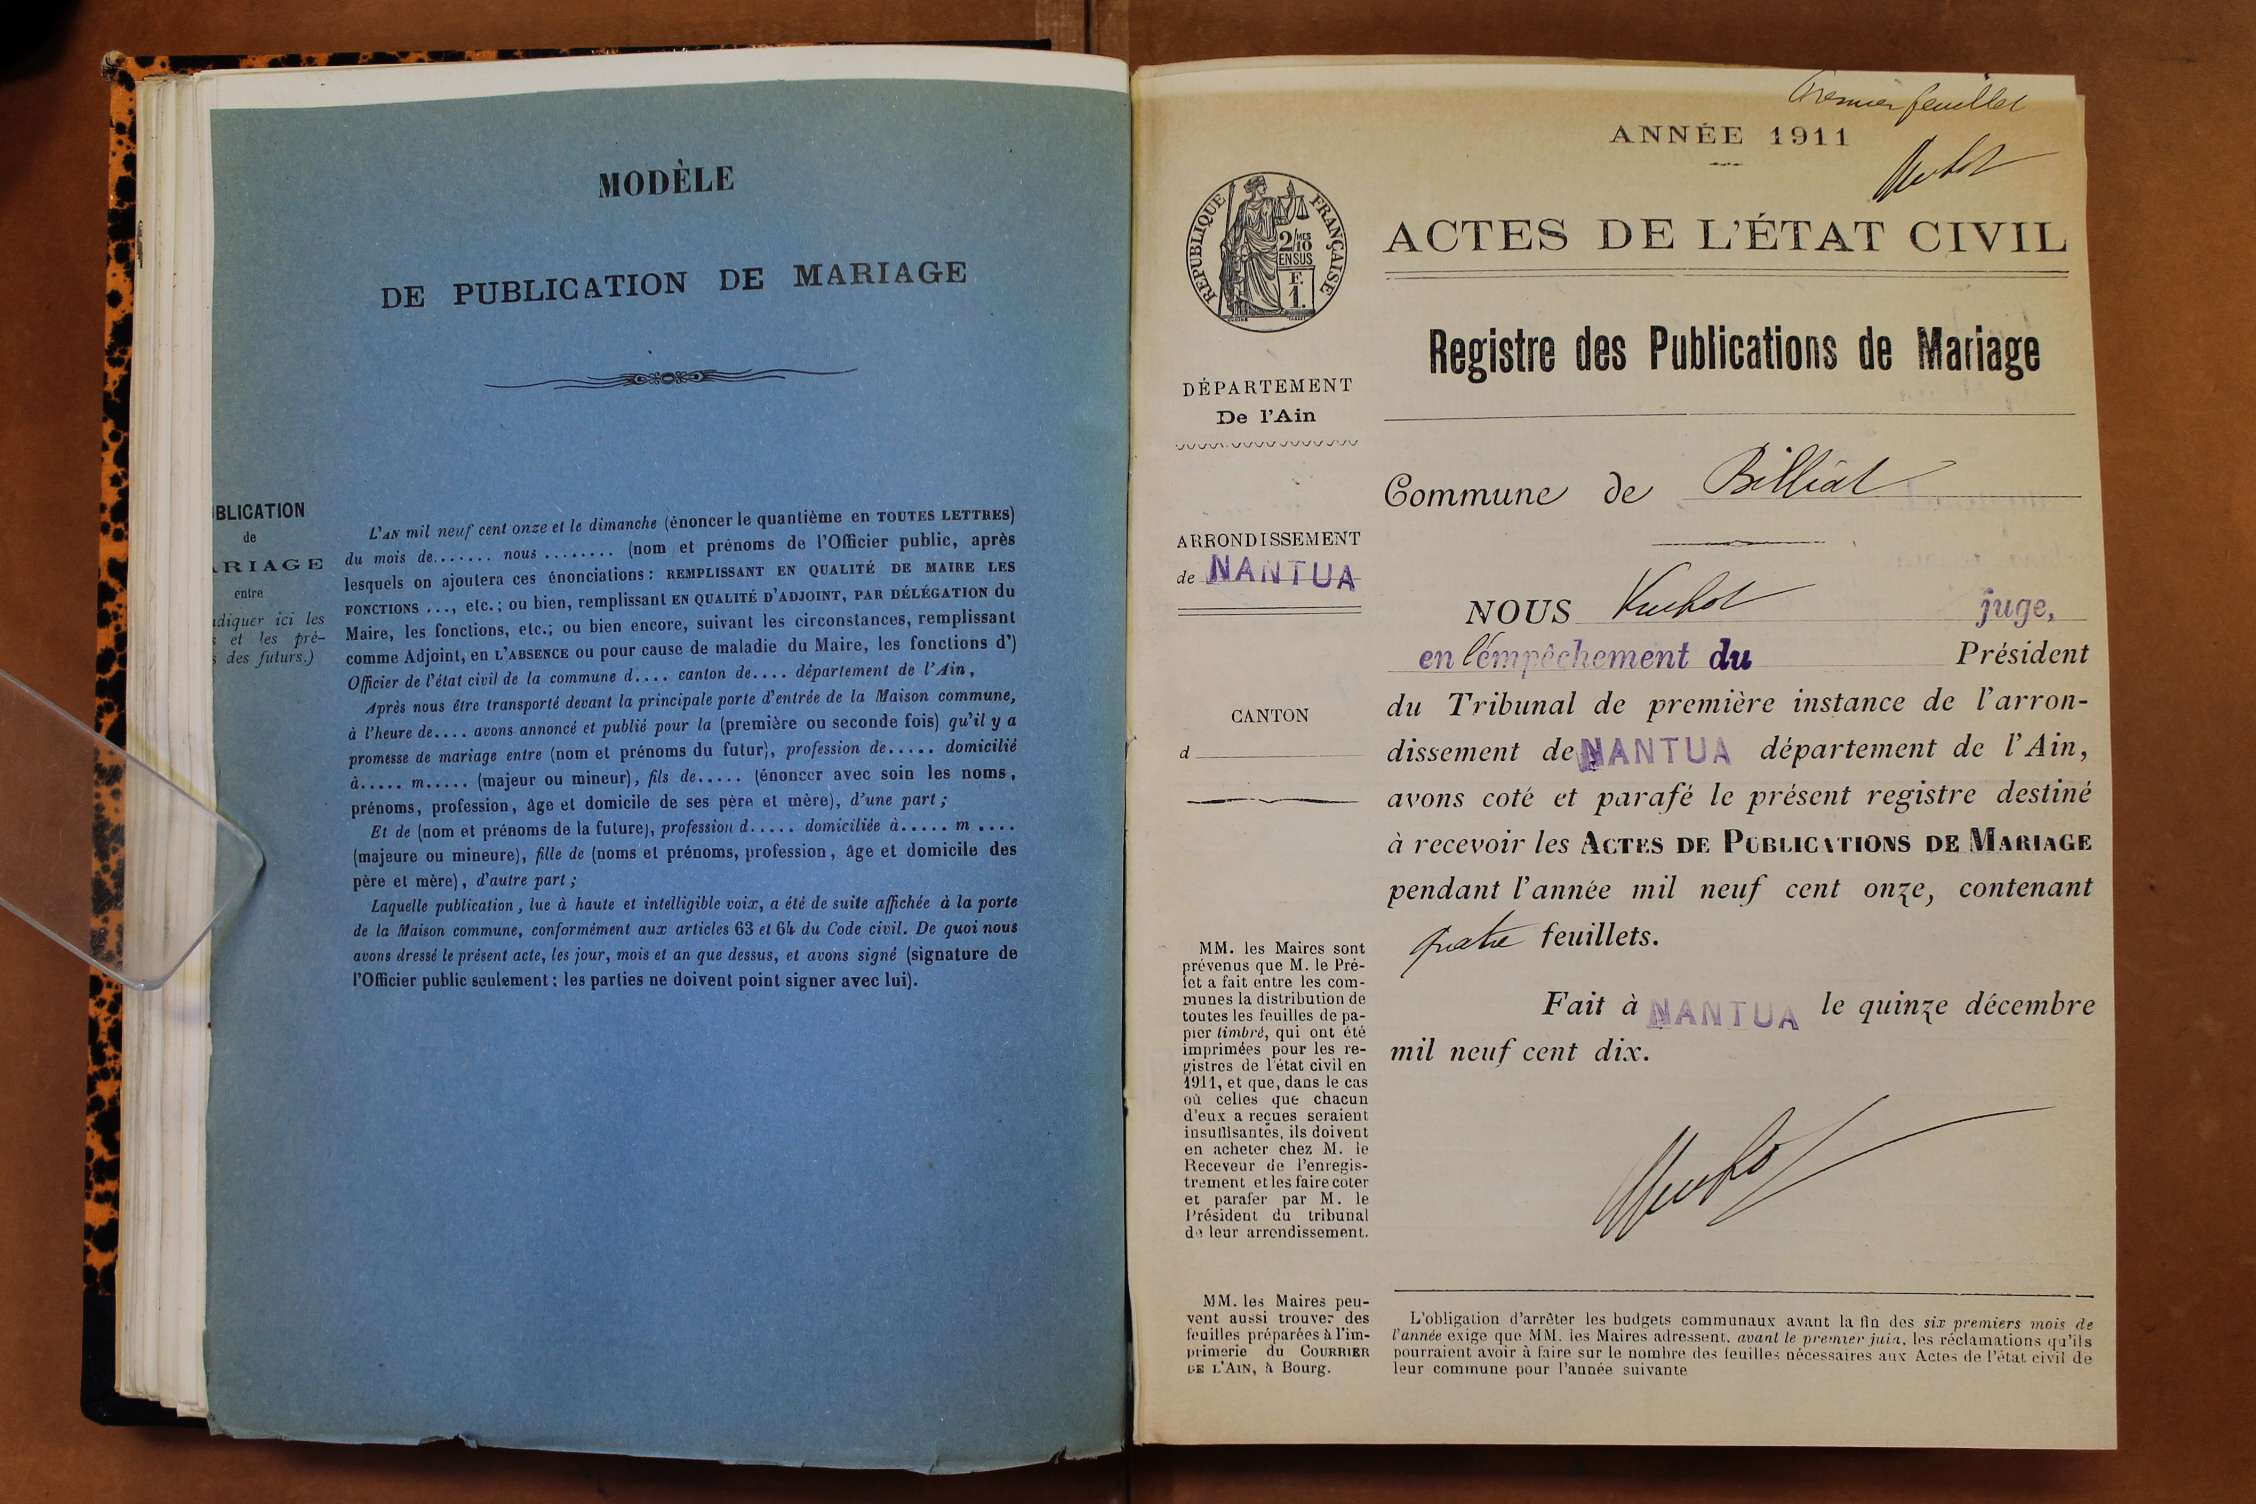 MODÈLE
DE PUBLICATION DE MARIAGE
BLICATION
de
RIAGE
entre
diquer ici les
s et les pré-
s des futurs.)
L'AN mil neuf cent onze et le dimanche (énoncer le quantième en TOUTES LETTRES)
du mois de....... nous ........ (nom et prénoms de l'Officier public, après
lesquels on ajoutera ces énonciations : REMPLISSANT EN QUALITÉ DE MAIRE LES
FONCTIONS ..., etc.; ou bien, remplissant EN QUALITÉ D'ADJOINT, PAR DÉLÉGATION du
Maire, les fonctions, etc.; ou bien encore, suivant les circonstances, remplissant
comme Adjoint, en L'ABSENCE ou pour cause de maladie du Maire, les fonctions d')
Officier de l'état civil de la commune d.... canton de.... département de l'Ain,
Après nous être transporté devant la principale porte d'entrée de la Maison commune,
à l'heure de.... avons annoncé et publié pour la (première ou seconde fois) qu'il y a
promesse de mariage entre (nom et prénoms du futur), profession de..... domicilié
à..... m..... (majeur ou mineur), fils de..... (énoncer avec soin les noms,
prénoms, profession, âge et domicile de ses père et mère), d'une part ;
Et de (nom et prénoms de la future), profession d..... domiciliée à..... m ....
(majeure ou mineure), fille de (noms et prénoms, profession, âge et domicile des
père et mère), d'autre part ;
Laquelle publication, lue à haute et intelligible voix, a été de suite affichée à la porte
de la Maison commune, conformément aux articles 63 et 64 du Code civil. De quoi nous
avons dressé le présent acte, les jour, mois et an que dessus, et avons signé (signature de
l'Officier public seulement ; les parties ne doivent point signer avec lui).
Premier feuillet
ANNÉE 1911
RÉPUBLIQUE FRANÇAISE
2/MES
10
EN SUS
F.
1.
ACTES DE L'ÉTAT CIVIL
Registre des Publications de Mariage
DÉPARTEMENT
De l'Ain
Commune de Billiat
ARRONDISSEMENT
de NANTUA
NOUS juge,
en l'empêchement du Président
CANTON
d
du Tribunal de première instance de l'arron-
dissement de NANTUA département de l'Ain,
avons coté et parafé le présent registre destiné
à recevoir les ACTES DE PUBLICATIONS DE MARIAGE
pendant l'année mil neuf cent onze, contenant
quatre feuillets.
Fait à NANTUA le quinze décembre
mil neuf cent dix.
MM. les Maires sont
prévenus que M. le Pré-
fet a fait entre les com-
munes la distribution de
toutes les feuilles de pa-
pier timbré, qui ont été
imprimées pour les re-
gistres de l'état civil en
1911, et que, dans le cas
où celles que chacun
d'eux a reçues seraient
insuffisantes, ils doivent
en acheter chez M. le
Receveur de l'enregis-
trement et les faire coter
et parafer par M. le
Président du tribunal
de leur arrondissement.
MM. les Maires peu-
vent aussi trouver des
feuilles préparées à l'im-
primerie du COURRIER
DE L'AIN, à Bourg.
L'obligation d'arrêter les budgets communaux avant la fin des six premiers mois de
l'année exige que MM. les Maires adressent, avant le premier juin, les réclamations qu'ils
pourraient avoir à faire sur le nombre des feuilles nécessaires aux Actes de l'état civil de
leur commune pour l'année suivante